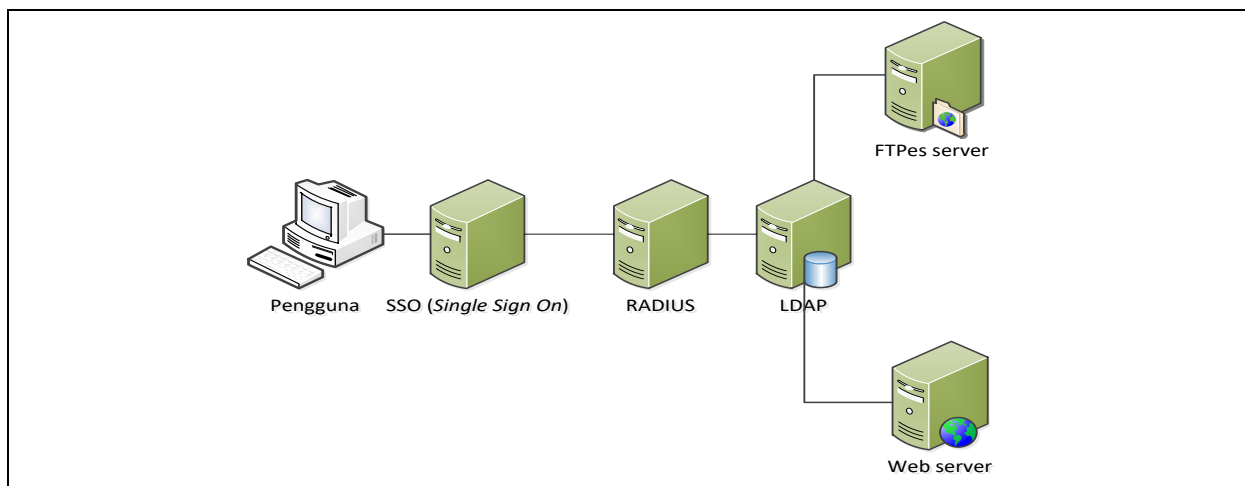 FTPes server
Pengguna
SSO (Single Sign On)
RADIUS
LDAP
Web server